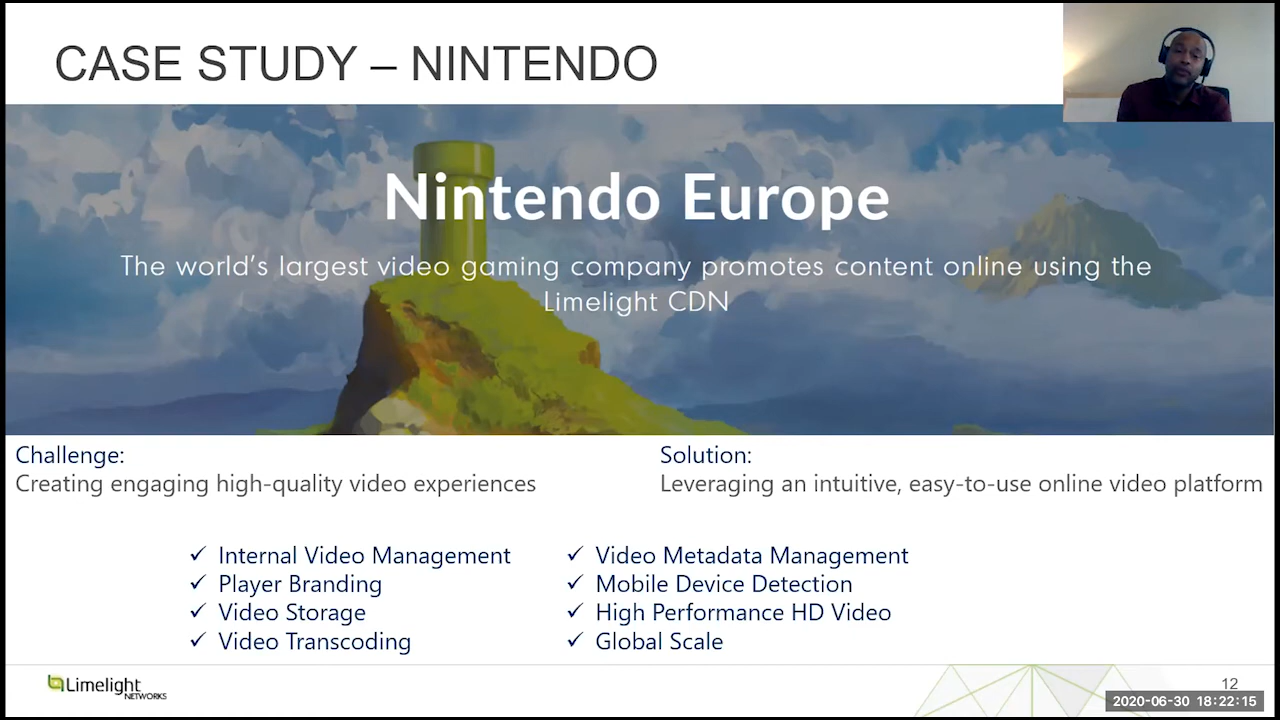 CASE STUDY – NINTENDO
Nintendo Europe
The world's largest video gaming company promotes content online using the
Limelight CDN
Challenge:
Creating engaging high-quality video experiences
Solution:
Leveraging an intuitive, easy-to-use online video platform
✓ Internal Video Management
✓ Player Branding
✓ Video Storage
✓ Video Transcoding
✓ Video Metadata Management
✓ Mobile Device Detection
✓ High Performance HD Video
✓ Global Scale
Limelight
NETWORKS
12
2020-06-30 18:22:15